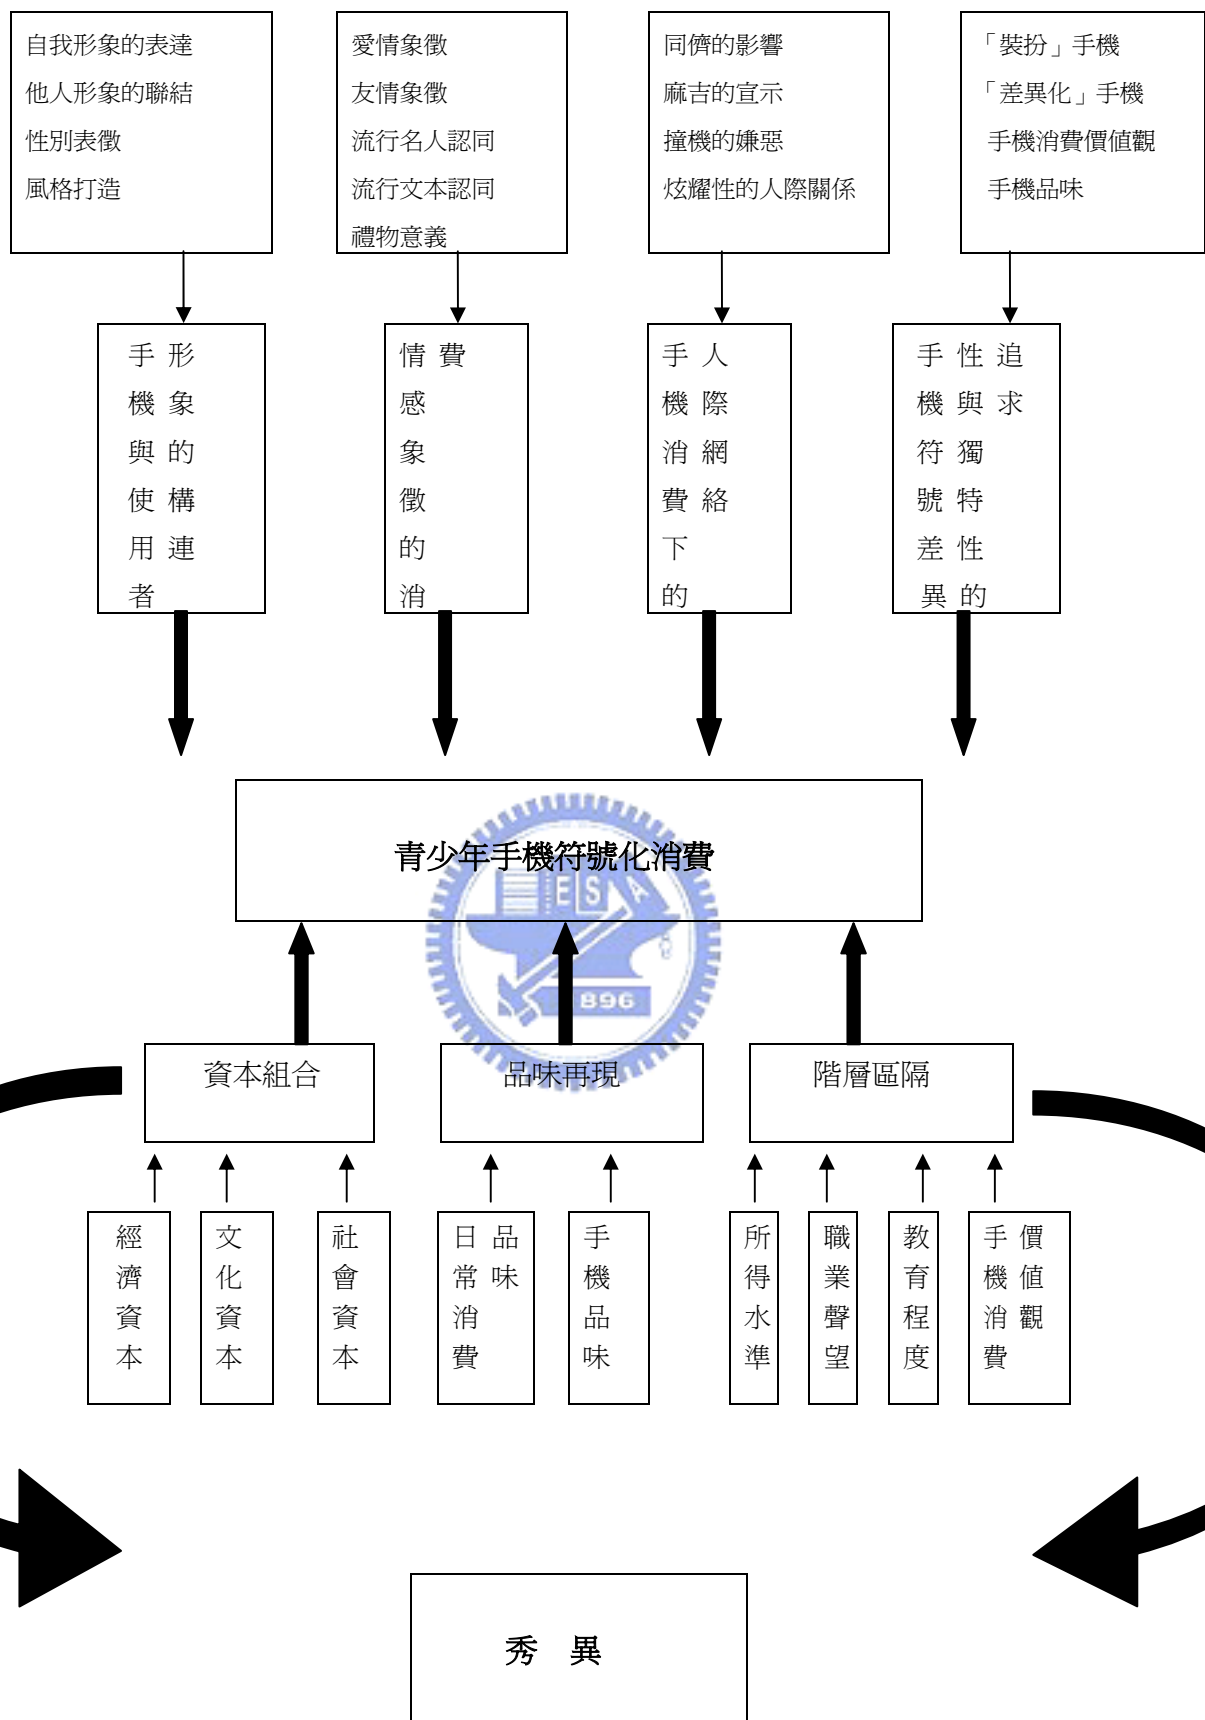 自我形象的表達
他人形象的聯結
性別表徵
風格打造
愛情象徵
友情象徵
流行名人認同
流行文本認同
禮物意義
同儕的影響
麻吉的宣示
撞機的嫌惡
炫耀性的人際關係
「裝扮」手機
「差異化」手機
手機消費價值觀
手機品味
手機與使用者
形象的構連
情感象徵的消
費
手機消費下的
人際網絡
手機符號差異
性與獨特性的
追求
青少年手機符號化消費
ESA
896
資本組合
品味再現
階層區隔
經濟資本
文化資本
社會資本
日常消費
品味
手機品味
所得水準
職業聲望
教育程度
手機消費
價值觀
秀 異